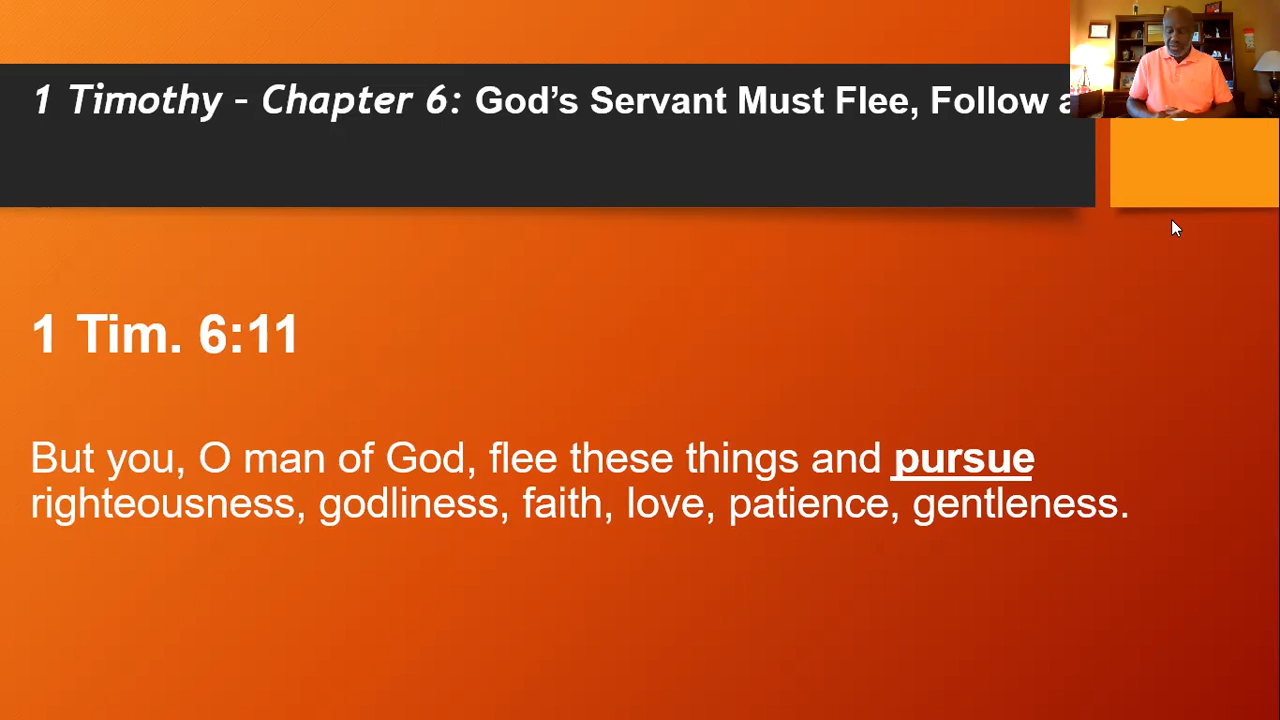 1 Timothy - Chapter 6: God's Servant Must Flee, Follow
1 Tim. 6:11
But you, O man of God, flee these things and pursue
righteousness, godliness, faith, love, patience, gentleness.